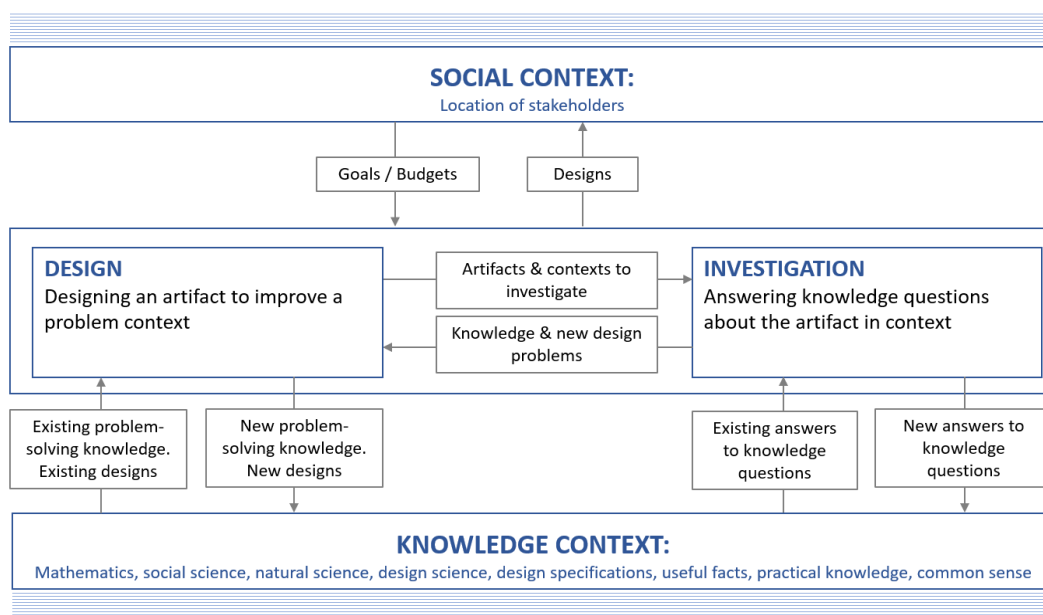 SOCIAL CONTEXT:
Location of stakeholders
Goals / Budgets
Designs
DESIGN
Designing an artifact to improve a
problem context
Artifacts & contexts to
investigate
Knowledge & new design
problems
INVESTIGATION
Answering knowledge questions
about the artifact in context
Existing problem-
solving knowledge.
Existing designs
New problem-
solving knowledge.
New designs
Existing answers
to knowledge
questions
New answers to
knowledge
questions
KNOWLEDGE CONTEXT:
Mathematics, social science, natural science, design science, design specifications, useful facts, practical knowledge, common sense